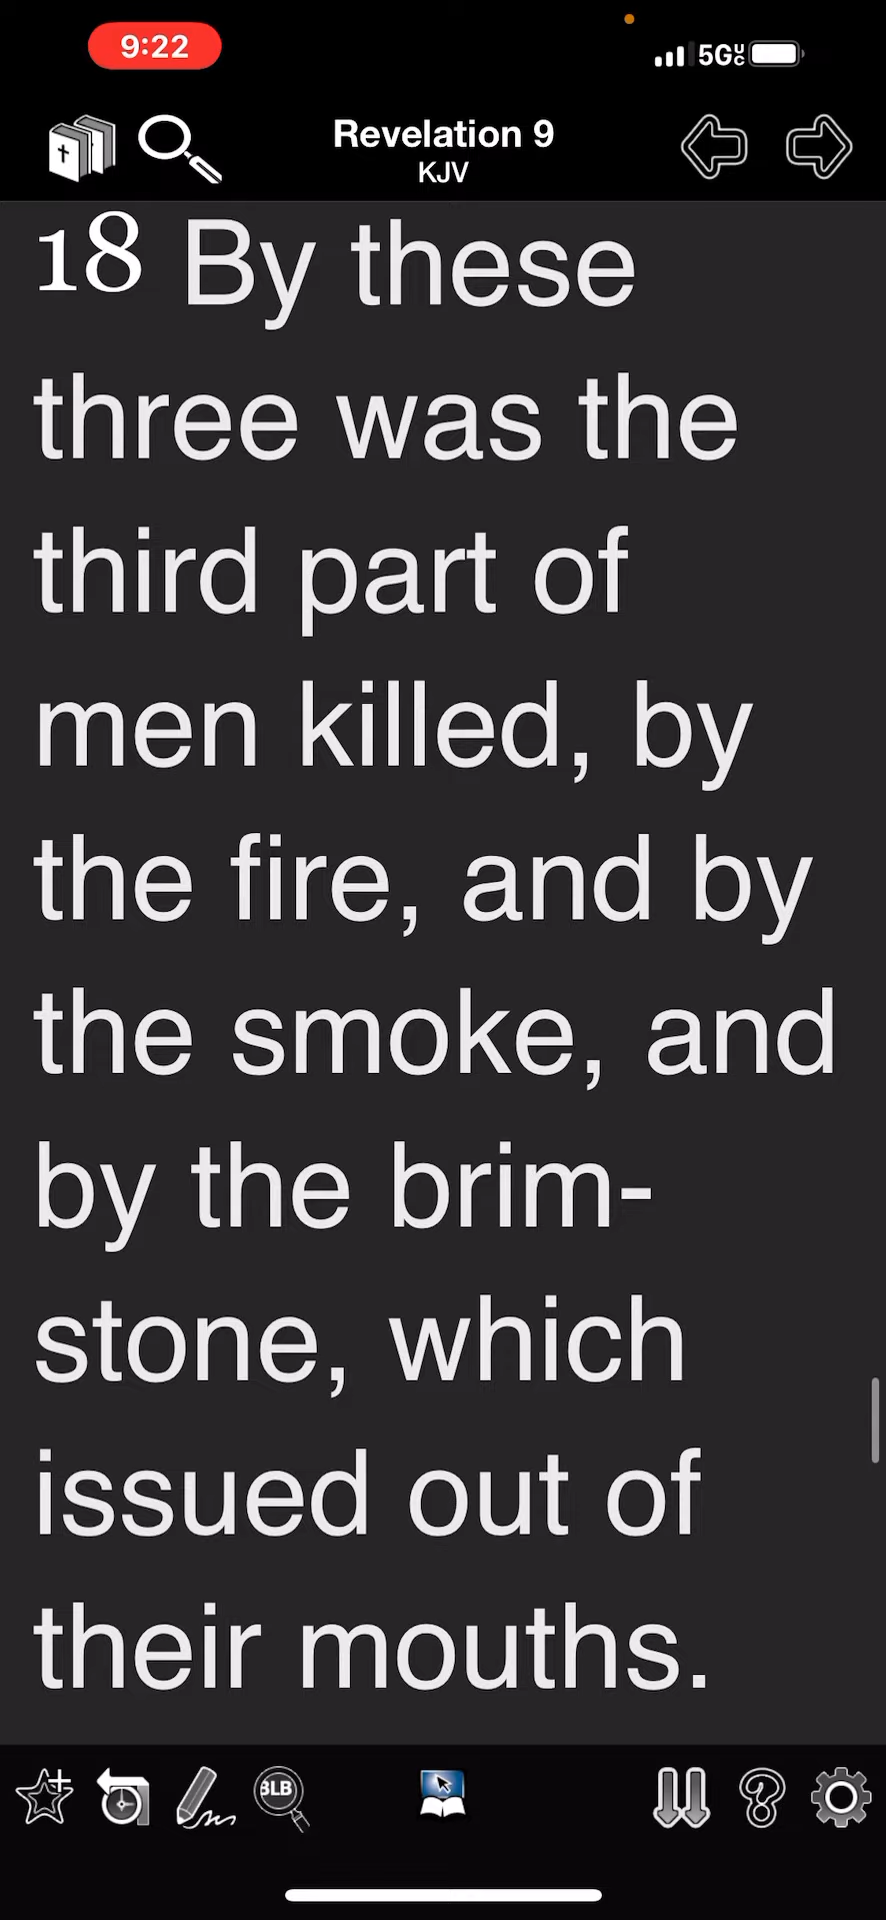 9:22
5GUC
Revelation 9
KJV
18 By these
three was the
third part of
men killed, by
the fire, and by
the smoke, and
by the brim-
stone, which
issued out of
their mouths.
BLB